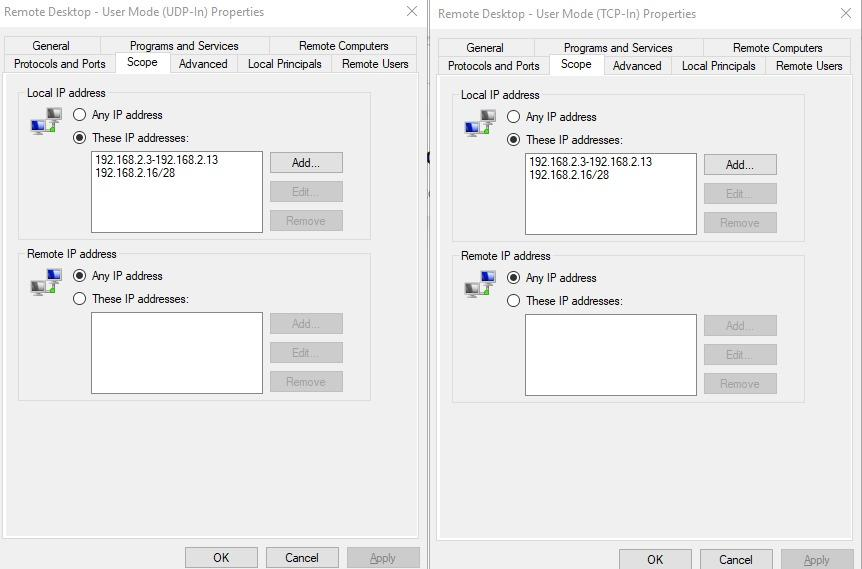 Remote Desktop - User Mode (UDP-In) Properties
General
Programs and Services
Remote Computers
Protocols and Ports
Scope
Advanced
Local Principals
Remote Users
Local IP address
Any IP address
These IP addresses:
192.168.2.3-192.168.2.13
192.168.2.16/28
Add...
Edit...
Remove
Remote IP address
Any IP address
These IP addresses:
Add...
Edit...
Remove
OK
Cancel
Apply
Remote Desktop - User Mode (TCP-In) Properties
General
Programs and Services
Remote Computers
Protocols and Ports
Scope
Advanced
Local Principals
Remote Users
Local IP address
Any IP address
These IP addresses:
192.168.2.3-192.168.2.13
192.168.2.16/28
Add...
Edit...
Remove
Remote IP address
Any IP address
These IP addresses:
Add...
Edit...
Remove
OK
Cancel
Apply